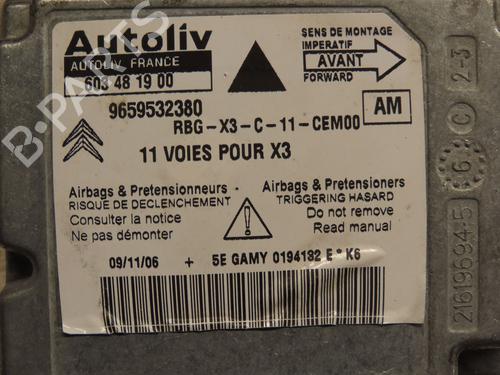 Autoliv
AUTOLIV FRANCE
603 48 19 00
SENS DE MONTAGE
IMPERATIF
AVANT
FORWARD
9659532380
AM
RBG-X3-C-11-CEM00
11 VOIES POUR X3
Airbags & Pretensionneurs
RISQUE DE DECLENCHEMENT
Consulter la notice
Ne pas démonter
Airbags & Pretensioners
TRIGGERING HASARD
Do not remove
Read manual
09/11/06 + 5E GAMY 0194132 E * K6
2-3
C
6
216196945
B-PARTS